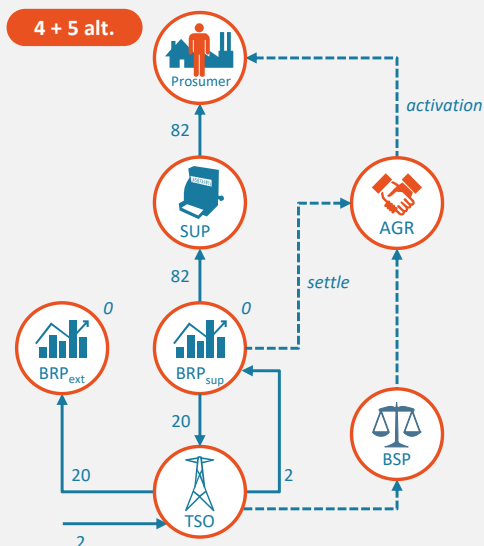 4 + 5 alt.
Prosumer
activation
82
SUP
AGR
82
settle
0
0
BRPext
BRPsup
20
BSP
20
2
TSO
2